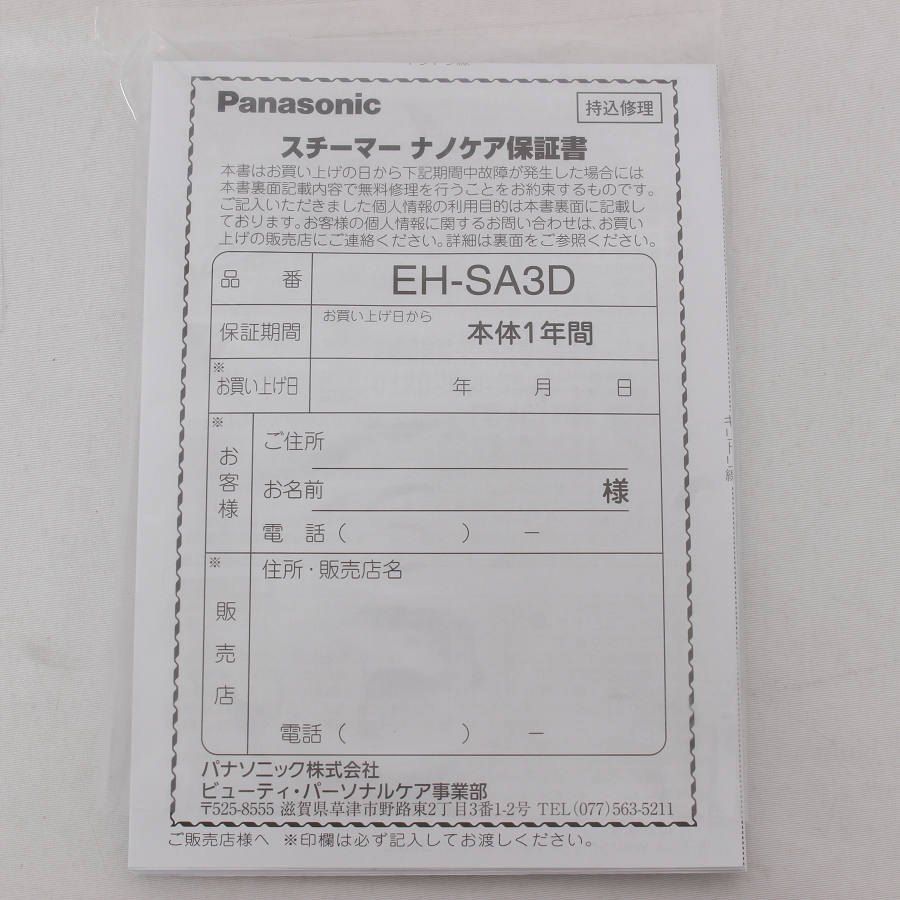 Panasonic
持込修理
スチーマー ナノケア保証書
本書はお買い上げの日から下記期間中故障が発生した場合には
本書裏面記載内容で無料修理を行うことをお約束するものです。
ご記入いただきました個人情報の利用目的は本書裏面に記載し
ております。お客様の個人情報に関するお問い合わせは、お買い
上げの販売店にご連絡ください。詳細は裏面をご参照ください。
品 番 EH-SA3D
保証期間 お買い上げ日から 本体1年間
※お買い上げ日 年 月 日
※お客様
ご住所
お名前 様
電 話 ( ) －
※販売店
住所・販売店名
電話 ( ) －
パナソニック株式会社
ビューティ・パーソナルケア事業部
〒525-8555 滋賀県草津市野路東2丁目3番1-2号 TEL (077) 563-5211
ご販売店様へ ※印欄は必ず記入してお渡しください。